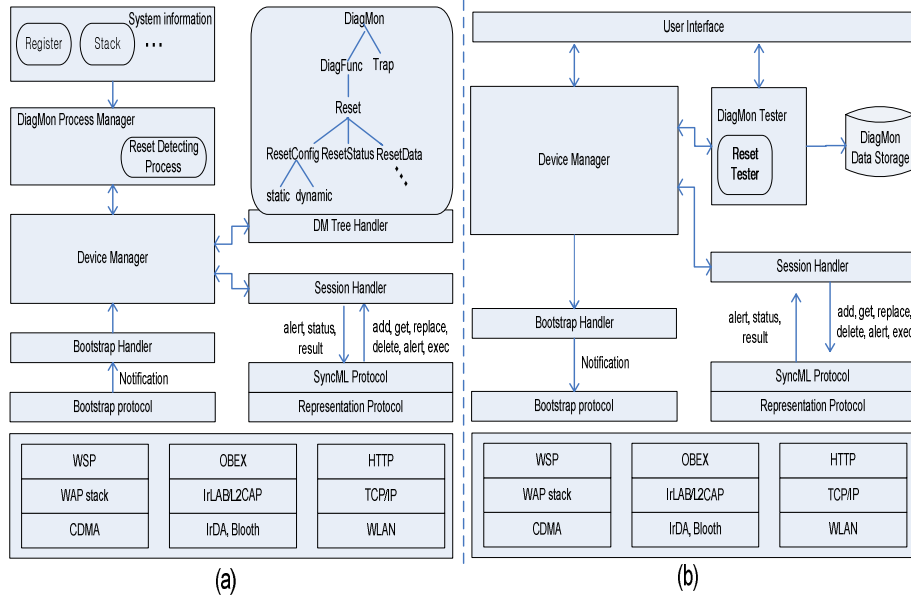 System information
Register
Stack
DiagMon Process Manager
Reset Detecting
Process
Device Manager
Bootstrap Handler
Notification
Bootstrap protocol
DiagMon
DiagFunc
Trap
Reset
ResetConfig
ResetStatus
ResetData
static
dynamic
DM Tree Handler
Session Handler
alert, status,
result
add, get, replace,
delete, alert, exec
SyncML Protocol
Representation Protocol
WSP
WAP stack
CDMA
OBEX
IrLAB/L2CAP
IrDA, Blooth
HTTP
TCP/IP
WLAN
(a)
User Interface
Device Manager
DiagMon Tester
Reset
Tester
DiagMon
Data Storage
Session Handler
Bootstrap Handler
Notification
Bootstrap protocol
alert, status,
result
add, get, replace,
delete, alert, exec
SyncML Protocol
Representation Protocol
WSP
WAP stack
CDMA
OBEX
IrLAB/L2CAP
IrDA, Blooth
HTTP
TCP/IP
WLAN
(b)